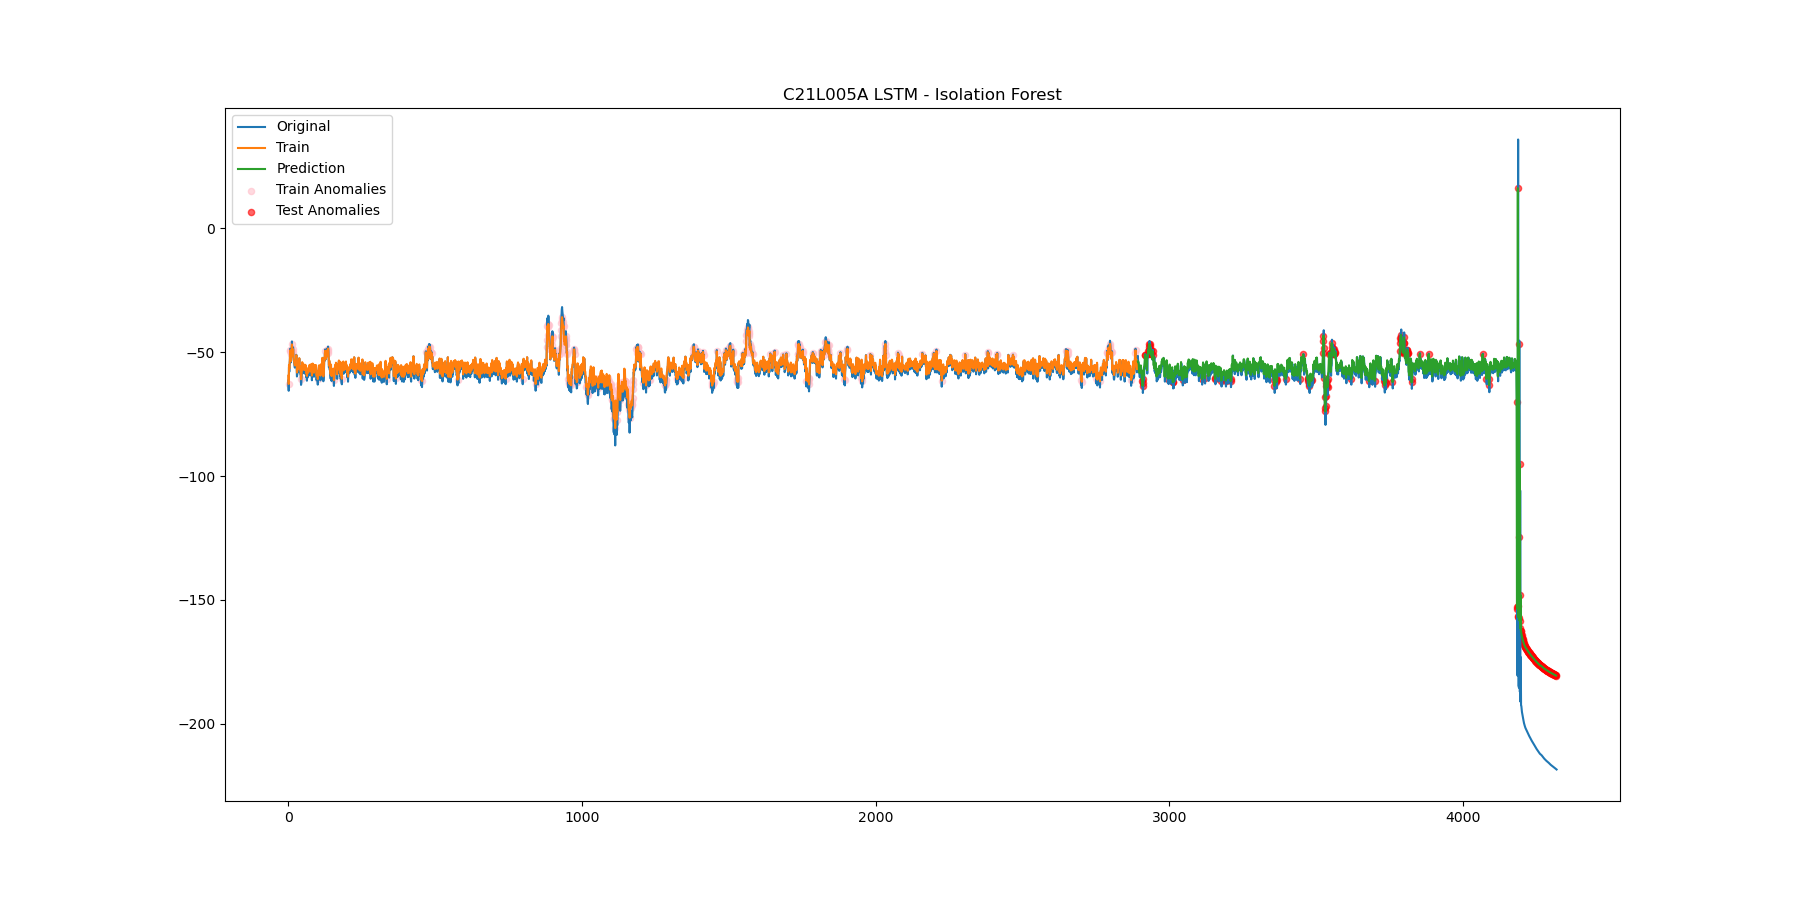 C21L005A LSTM - Isolation Forest
Original
Train
Prediction
Train Anomalies
Test Anomalies
0
−50
−100
−150
−200
0 1000 2000 3000 4000